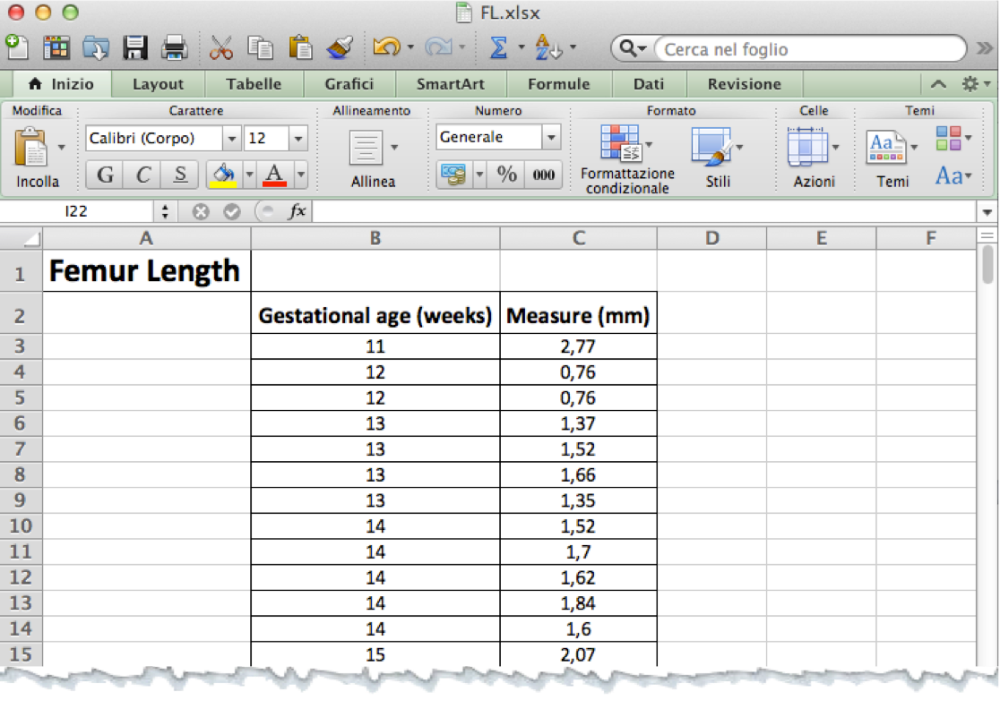 FL.xlsx
Cerca nel foglio
Inizio Layout Tabelle Grafici SmartArt Formule Dati Revisione
Modifica Carattere Allineamento Numero Formato Celle Temi
Calibri (Corpo) 12 Generale
Incolla G C S A Allinea % 000 Formattazione condizionale Stili Azioni Aa Temi Aa
I22 fx
A B C D E F
1 Femur Length
2 Gestational age (weeks) Measure (mm)
3 11 2,77
4 12 0,76
5 12 0,76
6 13 1,37
7 13 1,52
8 13 1,66
9 13 1,35
10 14 1,52
11 14 1,7
12 14 1,62
13 14 1,84
14 14 1,6
15 15 2,07